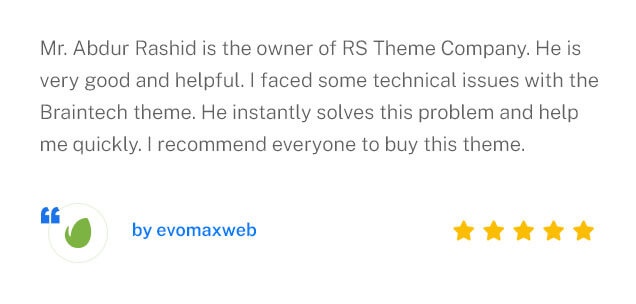 Mr. Abdur Rashid is the owner of RS Theme Company. He is
very good and helpful. I faced some technical issues with the
Braintech theme. He instantly solves this problem and help
me quickly. I recommend everyone to buy this theme.
by evomaxweb